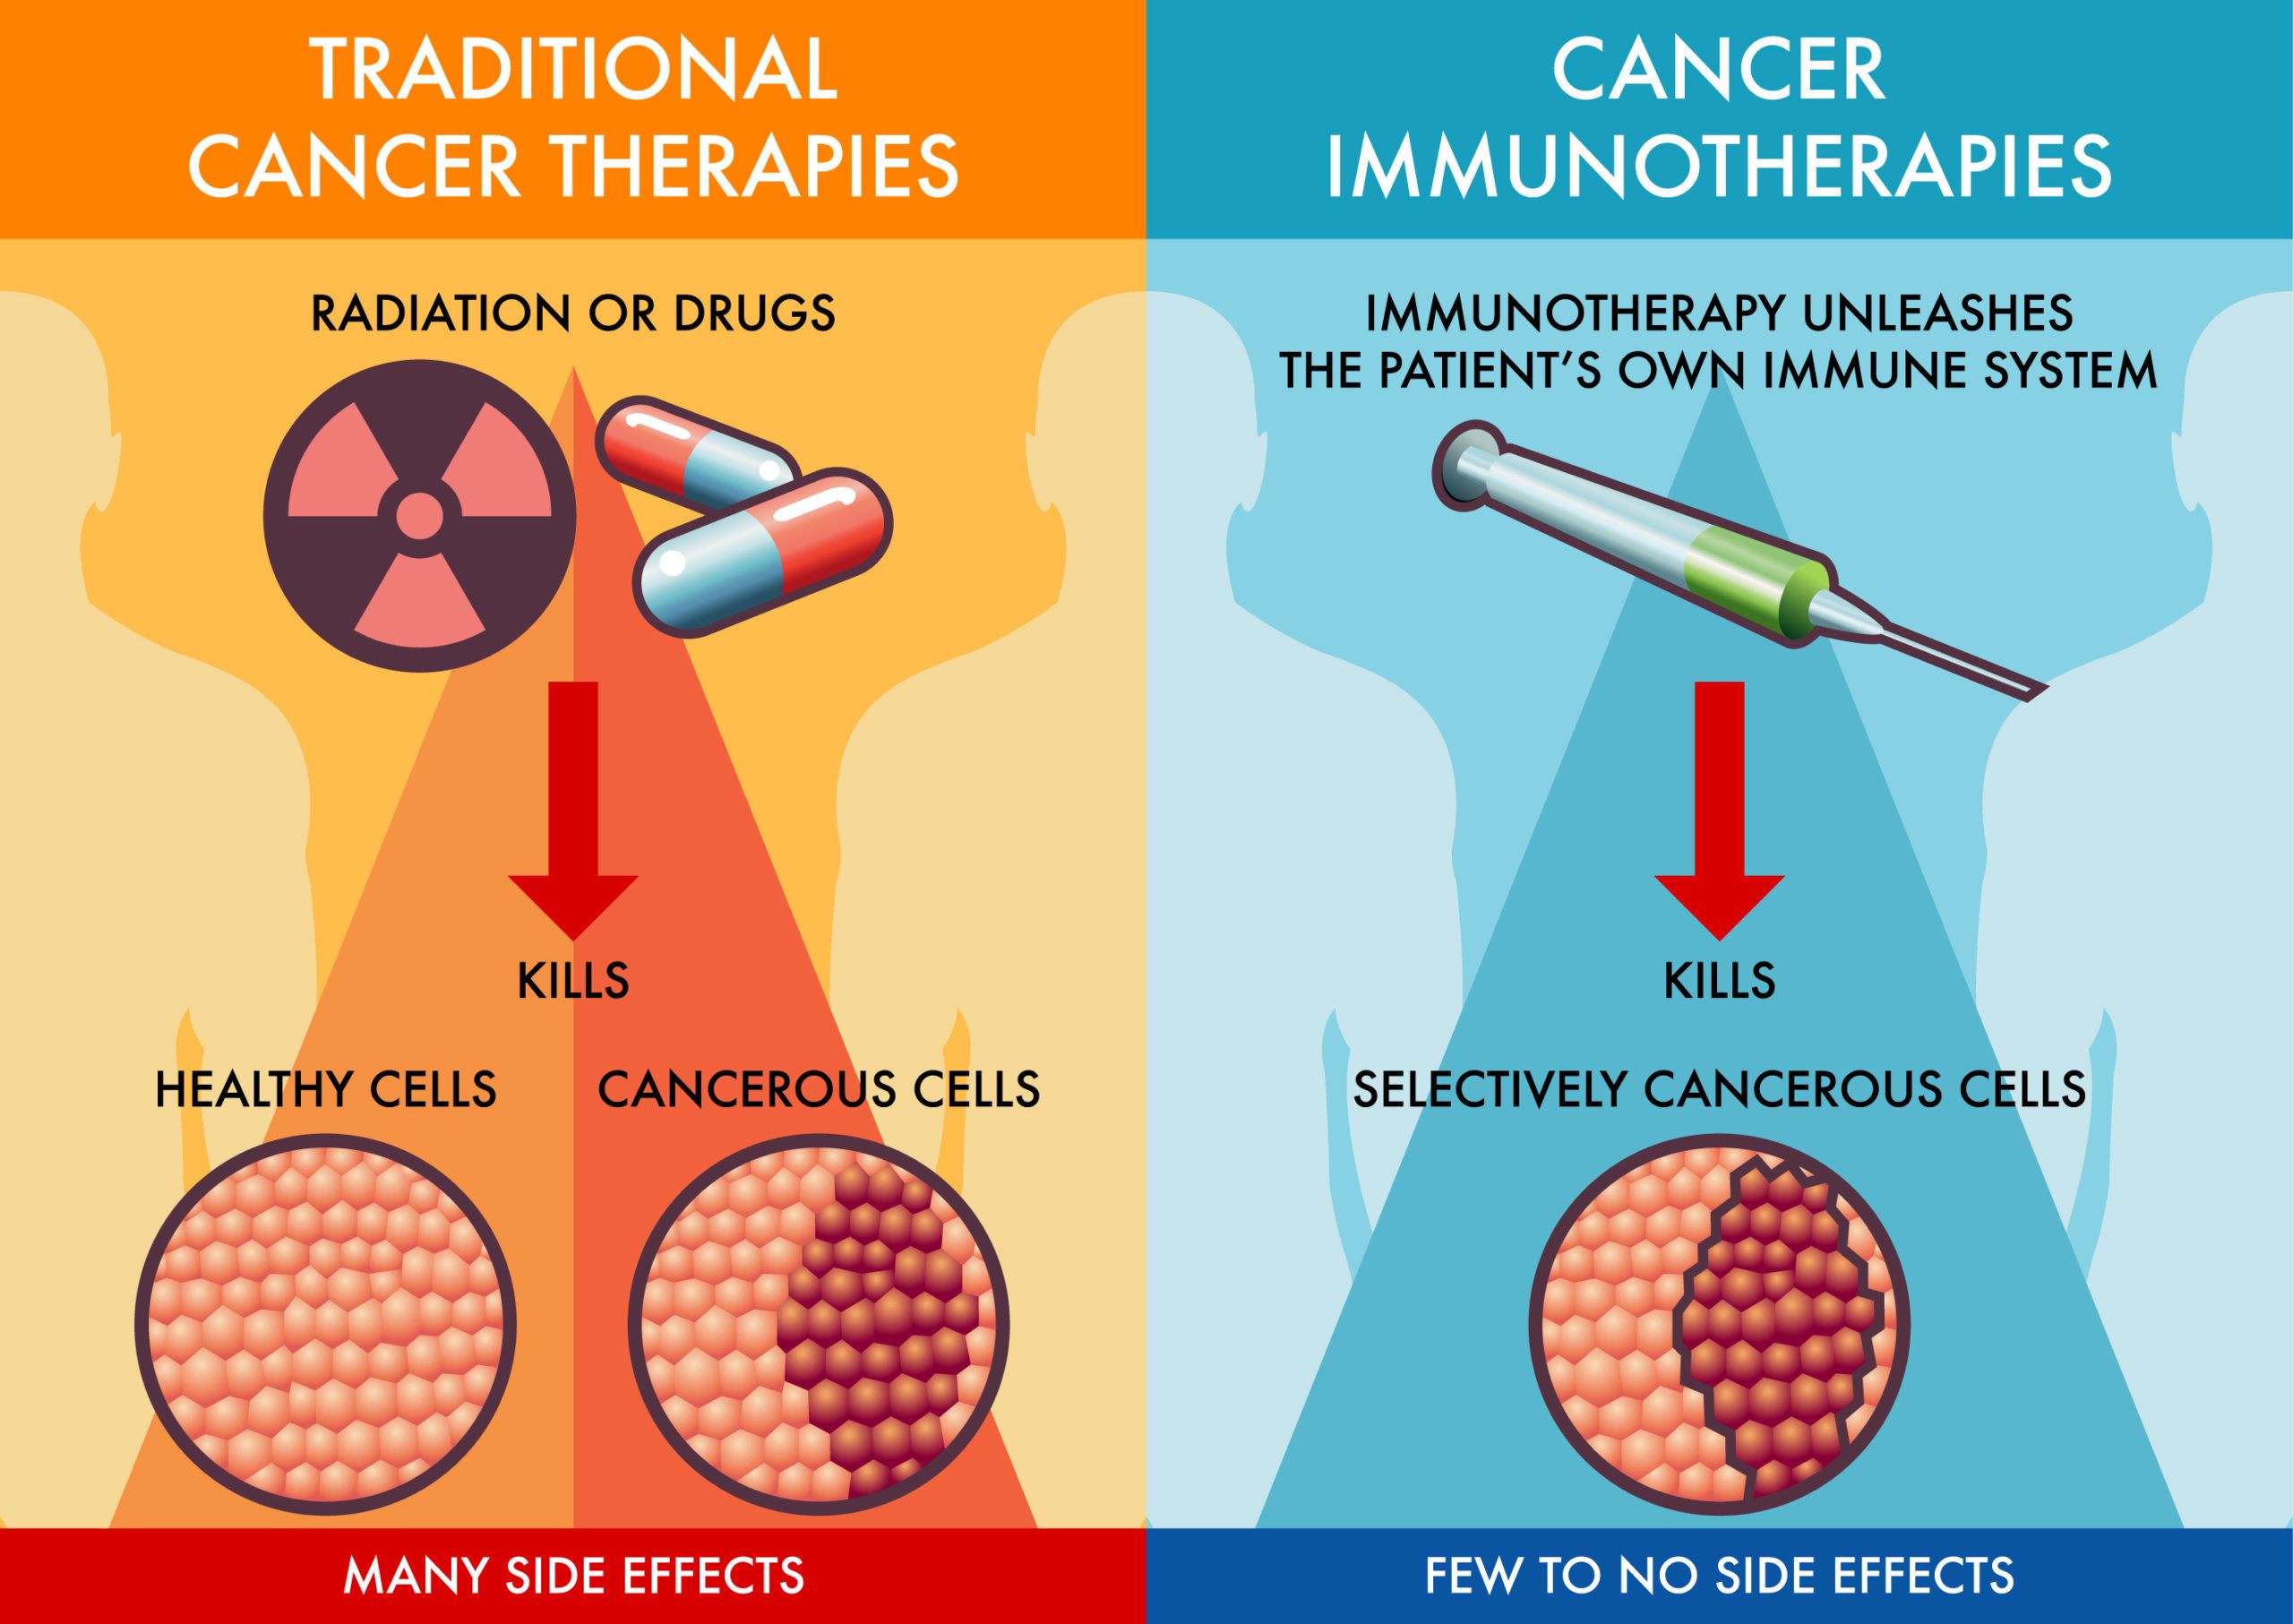 TRADITIONAL
CANCER THERAPIES
RADIATION OR DRUGS
KILLS
HEALTHY CELLS
CANCEROUS CELLS
MANY SIDE EFFECTS
CANCER
IMMUNOTHERAPIES
IMMUNOTHERAPY UNLEASHES
THE PATIENT'S OWN IMMUNE SYSTEM
KILLS
SELECTIVELY CANCEROUS CELLS
FEW TO NO SIDE EFFECTS